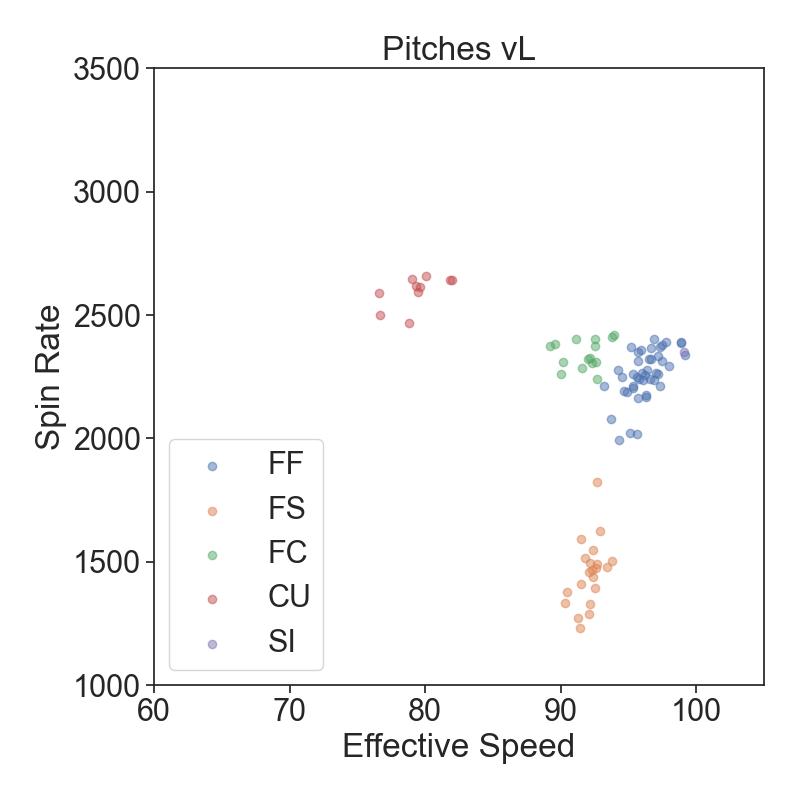 Pitches vL
3500
3000
2500
2000
1500
1000
Spin Rate
FF
FS
FC
CU
SI
60 70 80 90 100
Effective Speed